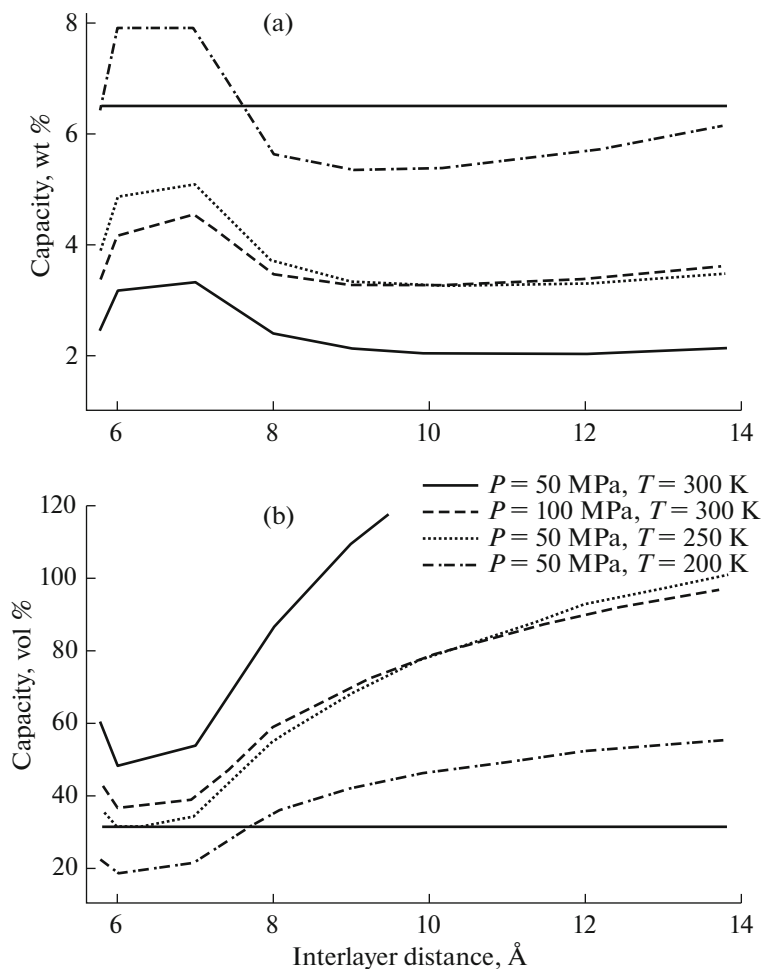 (a)
8
6
4
2
Capacity, wt %
6 8 10 12 14
(b)
P = 50 MPa, T = 300 K
P = 100 MPa, T = 300 K
P = 50 MPa, T = 250 K
P = 50 MPa, T = 200 K
120
100
80
60
40
20
Capacity, vol %
6 8 10 12 14
Interlayer distance, Å